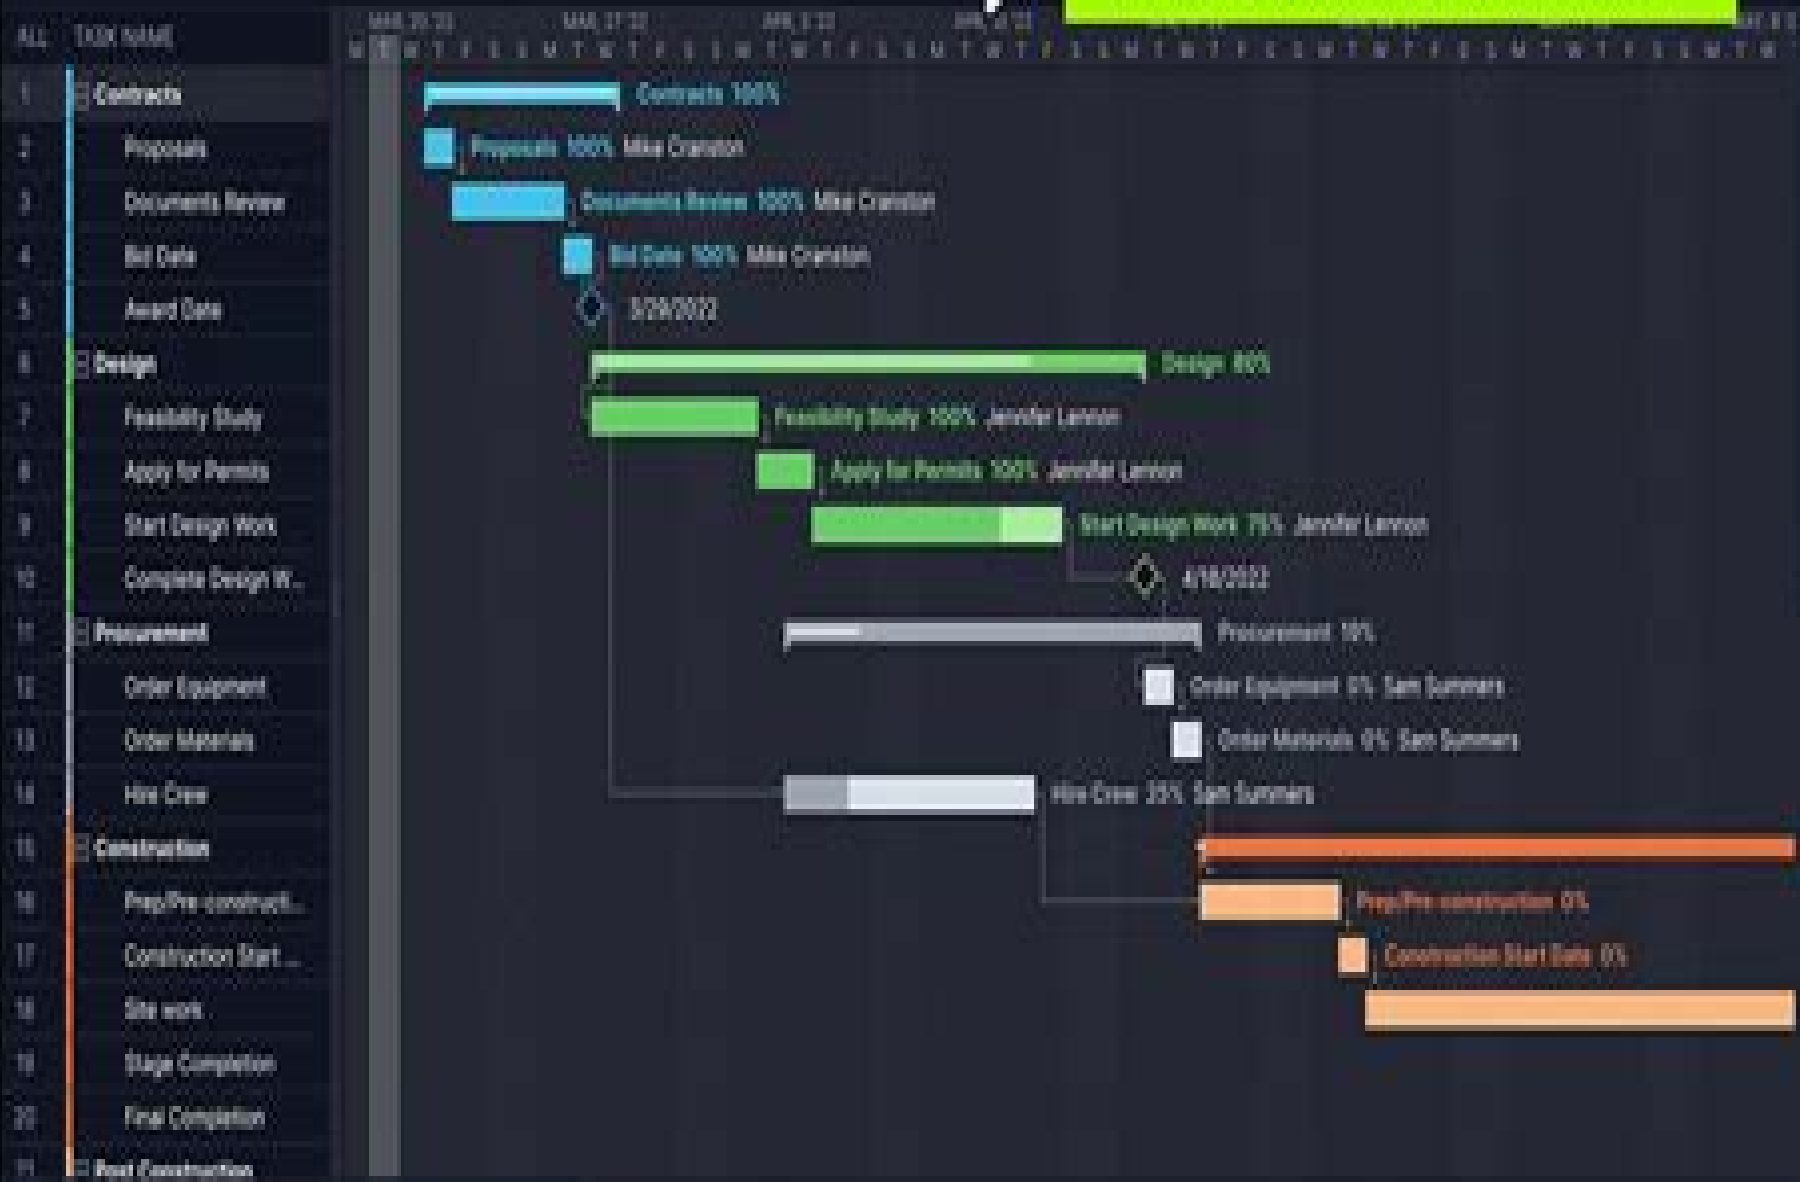 ALL TASK NAME
1 Contracts Contracts 100%
2 Proposals Proposals 100% Mike Cranston
3 Documents Review Documents Review 100% Mike Cranston
4 Bid Date Bid Date 100% Mike Cranston
5 Award Date 3/29/2022
6 Design Design 80%
7 Feasibility Study Feasibility Study 100% Jennifer Lennon
8 Apply for Permits Apply for Permits 100% Jennifer Lennon
9 Start Design Work Start Design Work 75% Jennifer Lennon
10 Complete Design W... 4/18/2022
11 Procurement Procurement 18%
12 Order Equipment Order Equipment 0% Sam Summers
13 Order Materials Order Materials 0% Sam Summers
14 Hire Crew Hire Crew 25% Sam Summers
15 Construction
16 Prep/Pre-construct... Prep/Pre-construction 0%
17 Construction Start ... Construction Start Date 0%
18 Site work
19 Stage Completion
20 Final Completion
21 Post Construction